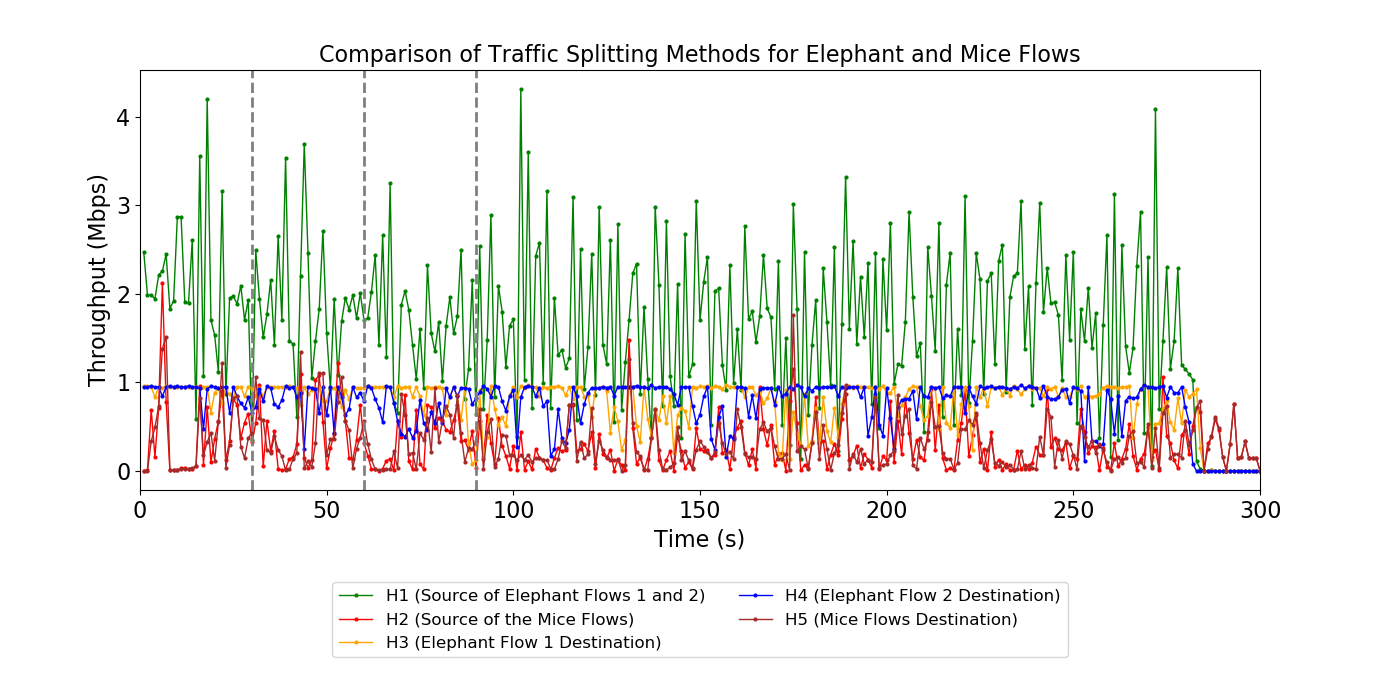 Comparison of Traffic Splitting Methods for Elephant and Mice Flows
Throughput (Mbps)
4
3
2
1
0
0 50 100 150 200 250 300
Time (s)
H1 (Source of Elephant Flows 1 and 2)
H2 (Source of the Mice Flows)
H3 (Elephant Flow 1 Destination)
H4 (Elephant Flow 2 Destination)
H5 (Mice Flows Destination)